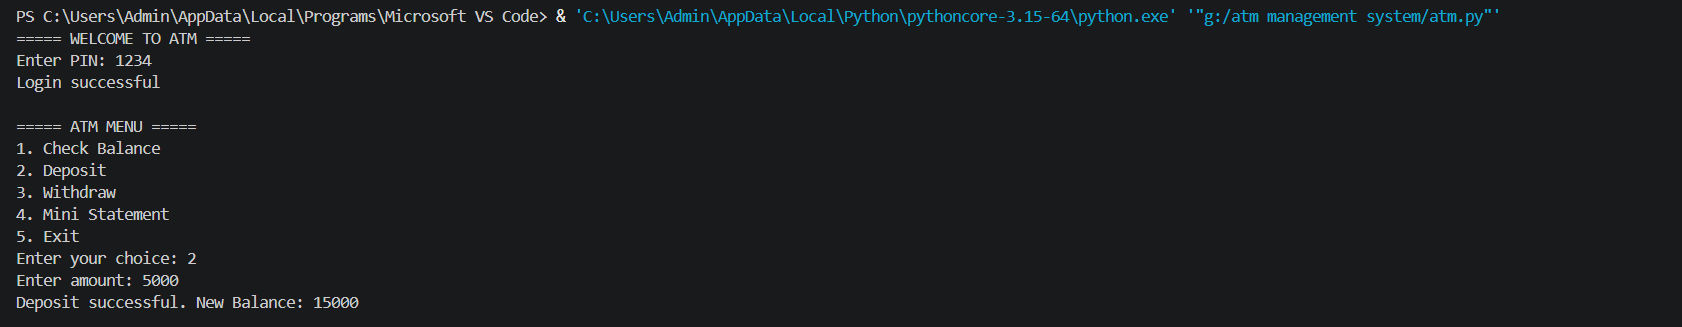 PS C:\Users\Admin\AppData\Local\Programs\Microsoft VS Code> & 'C:\Users\Admin\AppData\Local\Python\pythoncore-3.15-64\python.exe' '"g:/atm management system/atm.py"'
===== WELCOME TO ATM =====
Enter PIN: 1234
Login successful
===== ATM MENU =====
1. Check Balance
2. Deposit
3. Withdraw
4. Mini Statement
5. Exit
Enter your choice: 2
Enter amount: 5000
Deposit successful. New Balance: 15000